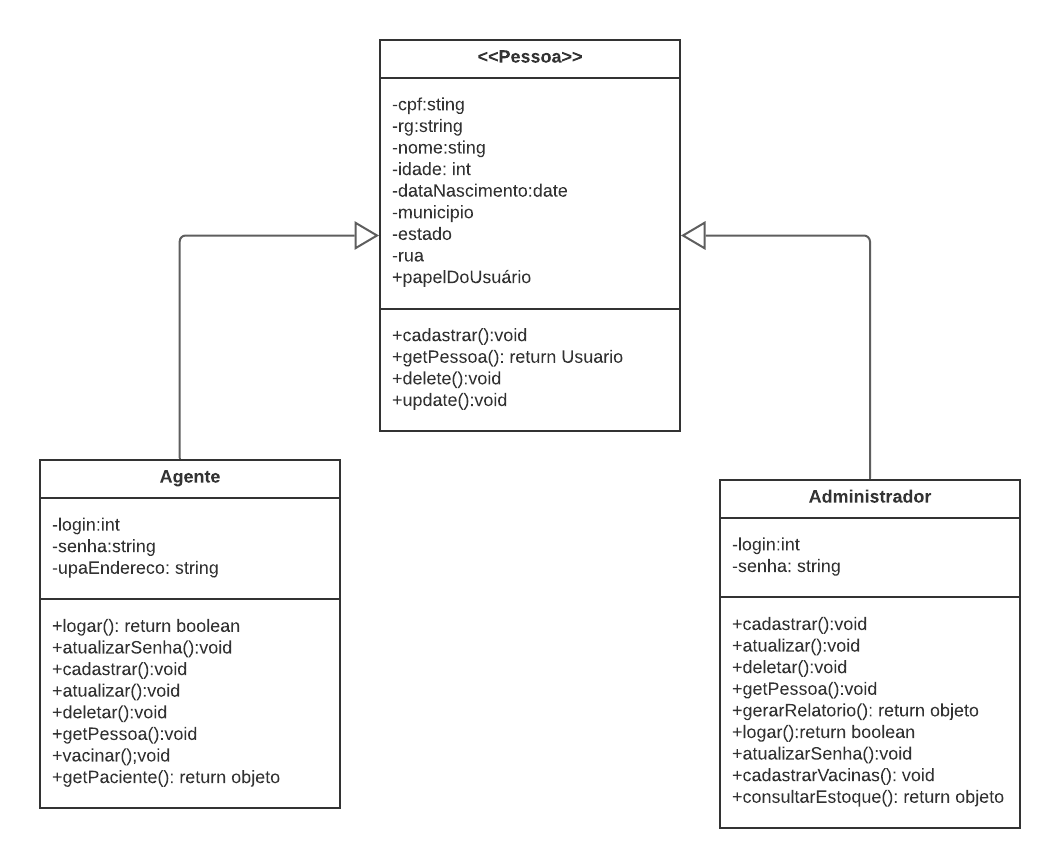 <<Pessoa>>
-cpf:sting
-rg:string
-nome:sting
-idade: int
-dataNascimento:date
-municipio
-estado
-rua
+papelDoUsuário
+cadastrar():void
+getPessoa(): return Usuario
+delete():void
+update():void
Agente
-login:int
-senha:string
-upaEndereco: string
+logar(): return boolean
+atualizarSenha():void
+cadastrar():void
+atualizar():void
+deletar():void
+getPessoa():void
+vacinar();void
+getPaciente(): return objeto
Administrador
-login:int
-senha: string
+cadastrar():void
+atualizar():void
+deletar():void
+getPessoa():void
+gerarRelatorio(): return objeto
+logar():return boolean
+atualizarSenha():void
+cadastrarVacinas(): void
+consultarEstoque(): return objeto